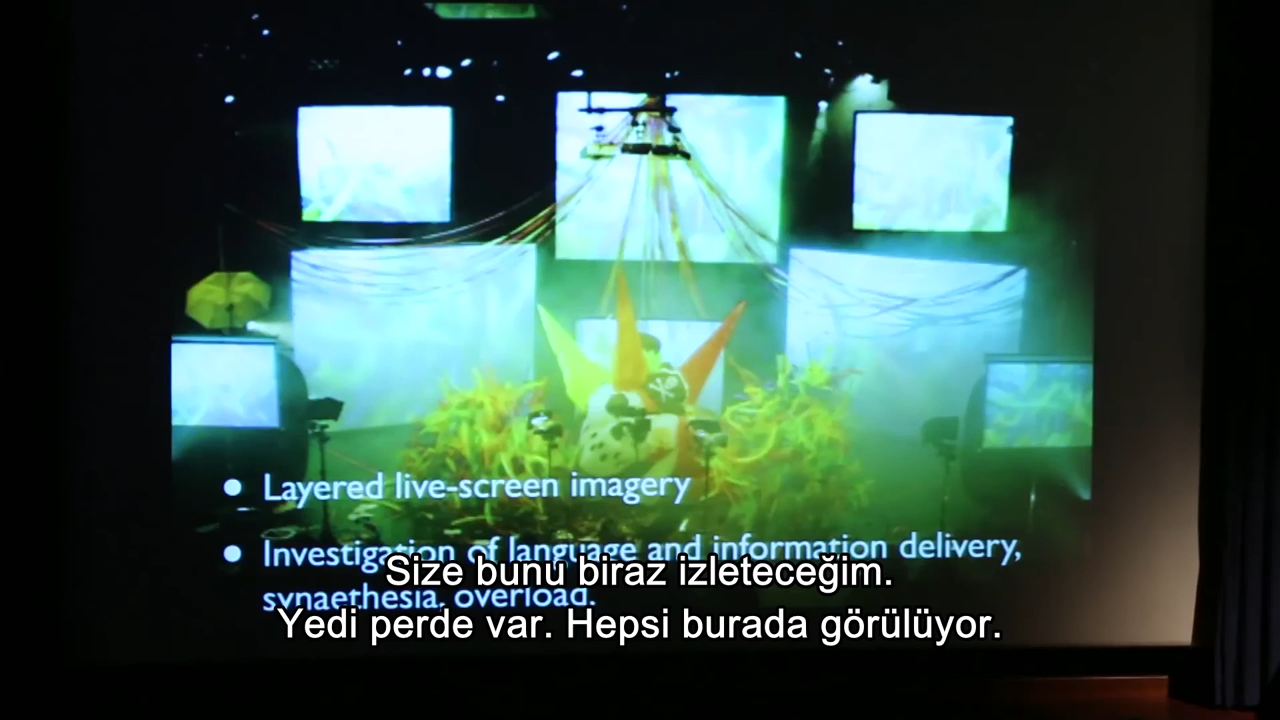 Layered live-screen imagery
Investigation of language and information delivery,
synaethesia, overload.
Size bunu biraz izleteceğim.
Yedi perde var. Hepsi burada görülüyor.